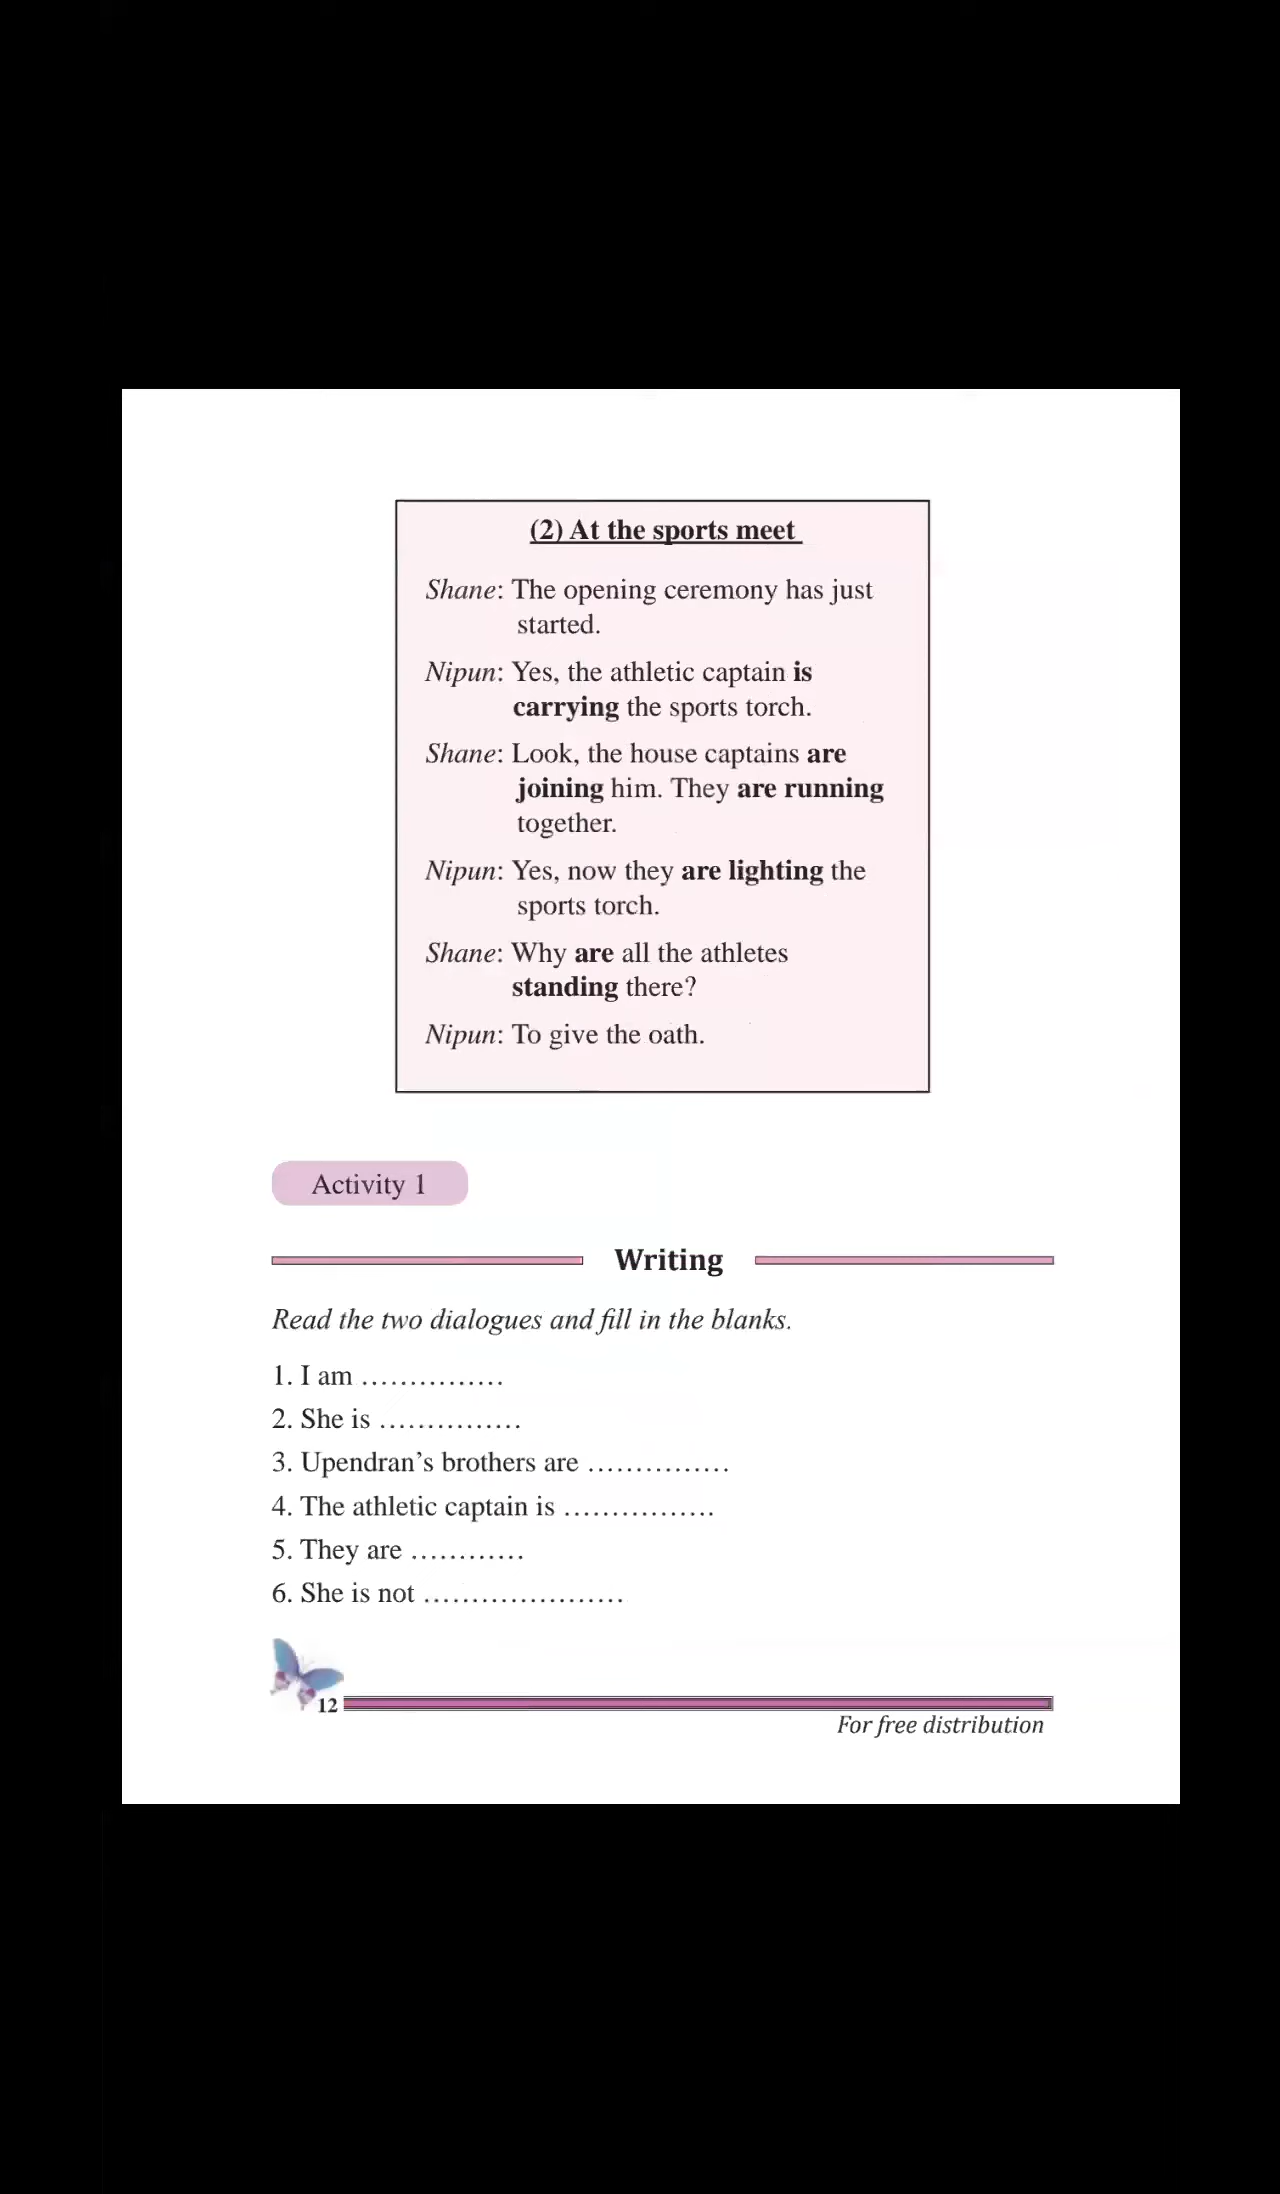 (2) At the sports meet
Shane: The opening ceremony has just
started.
Nipun: Yes, the athletic captain is
carrying the sports torch.
Shane: Look, the house captains are
joining him. They are running
together.
Nipun: Yes, now they are lighting the
sports torch.
Shane: Why are all the athletes
standing there?
Nipun: To give the oath.
Activity 1
Writing
Read the two dialogues and fill in the blanks.
1. I am ……………
2. She is ……………
3. Upendran’s brothers are ……………
4. The athletic captain is …………….
5. They are …………
6. She is not …………………
12
For free distribution